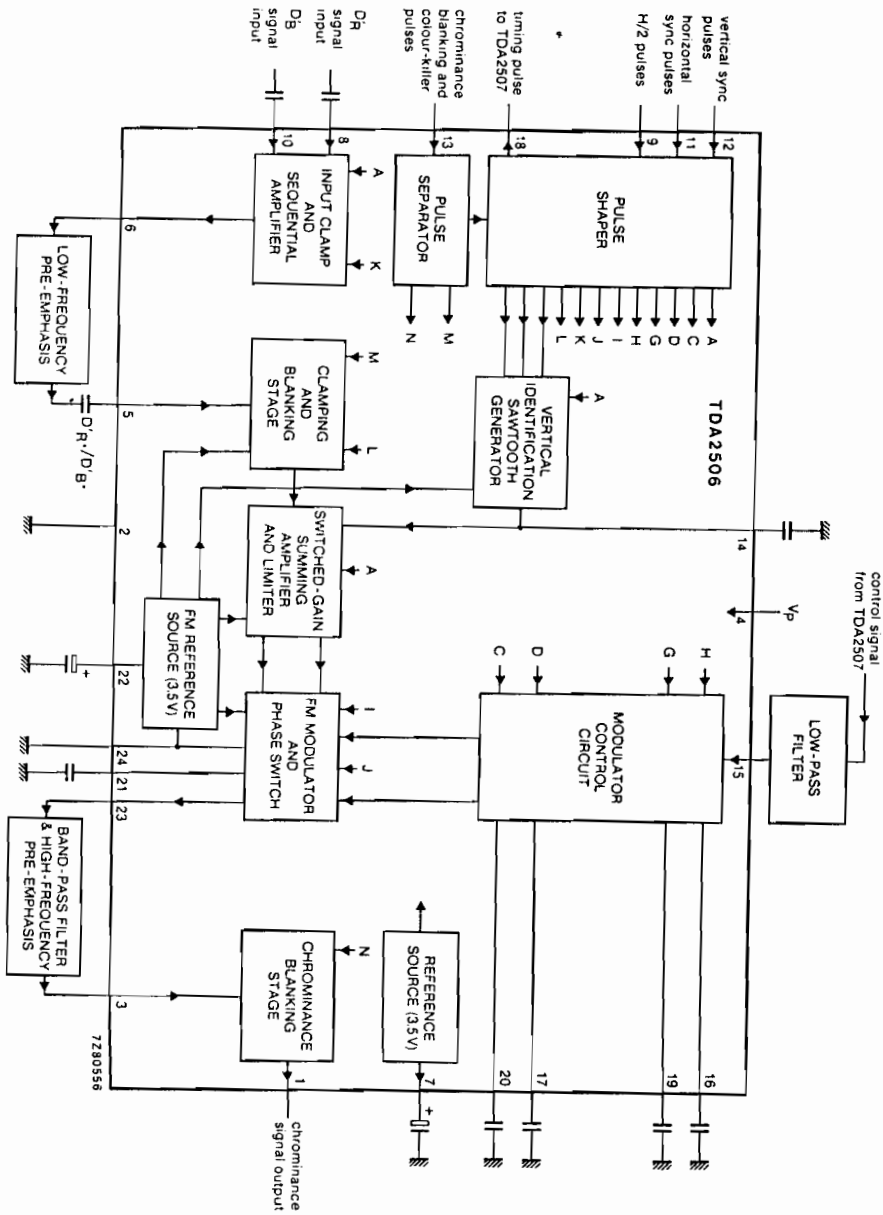 vertical sync
pulses
horizontal
sync pulses
H/2 pulses
timing pulse
to TDA2507
chrominance
blanking and
colour-killer
pulses
D'R
signal
input
D'B
signal
input
12
11
9
18
13
8
10
PULSE
SHAPER
A
C
D
G
H
I
J
K
L
PULSE
SEPARATOR
M
N
A
K
INPUT CLAMP
AND
SEQUENTIAL
AMPLIFIER
6
LOW-FREQUENCY
PRE-EMPHASIS
TDA2506
A
VERTICAL
IDENTIFICATION
SAWTOOTH
GENERATOR
M
L
CLAMPING
AND
BLANKING
STAGE
5
D'R*/D'B*
14
SWITCHED-GAIN
SUMMING
AMPLIFIER
AND LIMITER
A
2
FM REFERENCE
SOURCE (3.5 V)
22
+
Vp
4
control signal
from TDA2507
LOW-PASS
FILTER
15
H
G
D
C
MODULATOR
CONTROL
CIRCUIT
I
J
FM MODULATOR
AND
PHASE SWITCH
24
21
23
BAND-PASS FILTER
& HIGH-FREQUENCY
PRE-EMPHASIS
3
REFERENCE
SOURCE (3.5 V)
N
CHROMINANCE
BLANKING
STAGE
16
19
17
20
7
+
1
chrominance
signal output
7Z80556